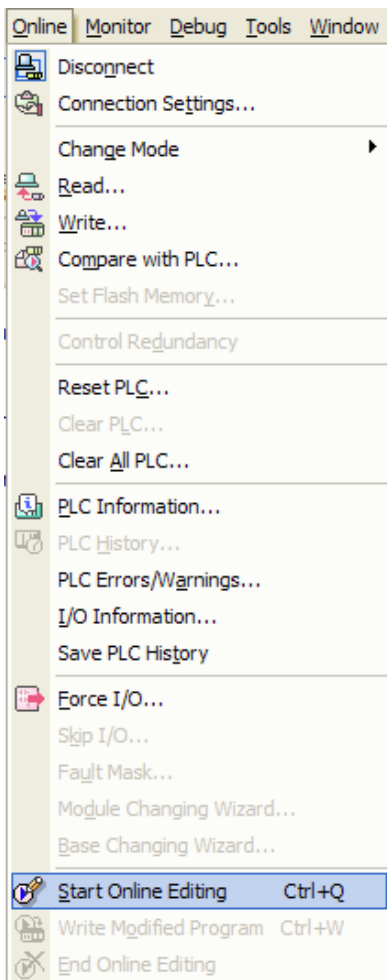 Online Monitor Debug Tools Window
Disconnect
Connection Settings...
Change Mode
Read...
Write...
Compare with PLC...
Set Flash Memory...
Control Redundancy
Reset PLC...
Clear PLC...
Clear All PLC...
PLC Information...
PLC History...
PLC Errors/Warnings...
I/O Information...
Save PLC History
Force I/O...
Skip I/O...
Fault Mask...
Module Changing Wizard...
Base Changing Wizard...
Start Online Editing Ctrl+Q
Write Modified Program Ctrl+W
End Online Editing